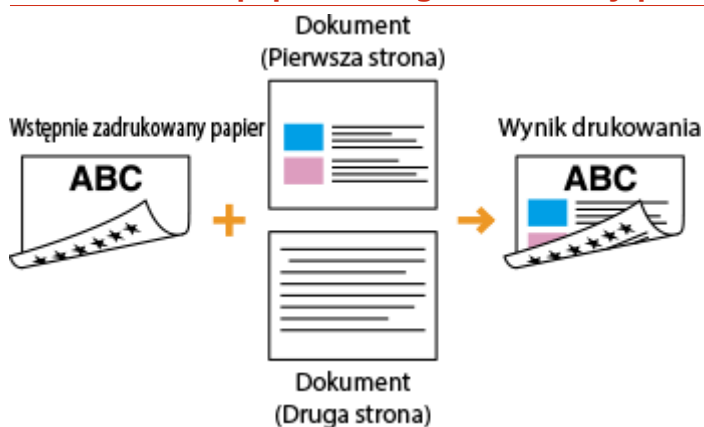 Dokument
(Pierwsza strona)
Wstępnie zadrukowany papier
ABC
Wynik drukowania
ABC
Dokument
(Druga strona)